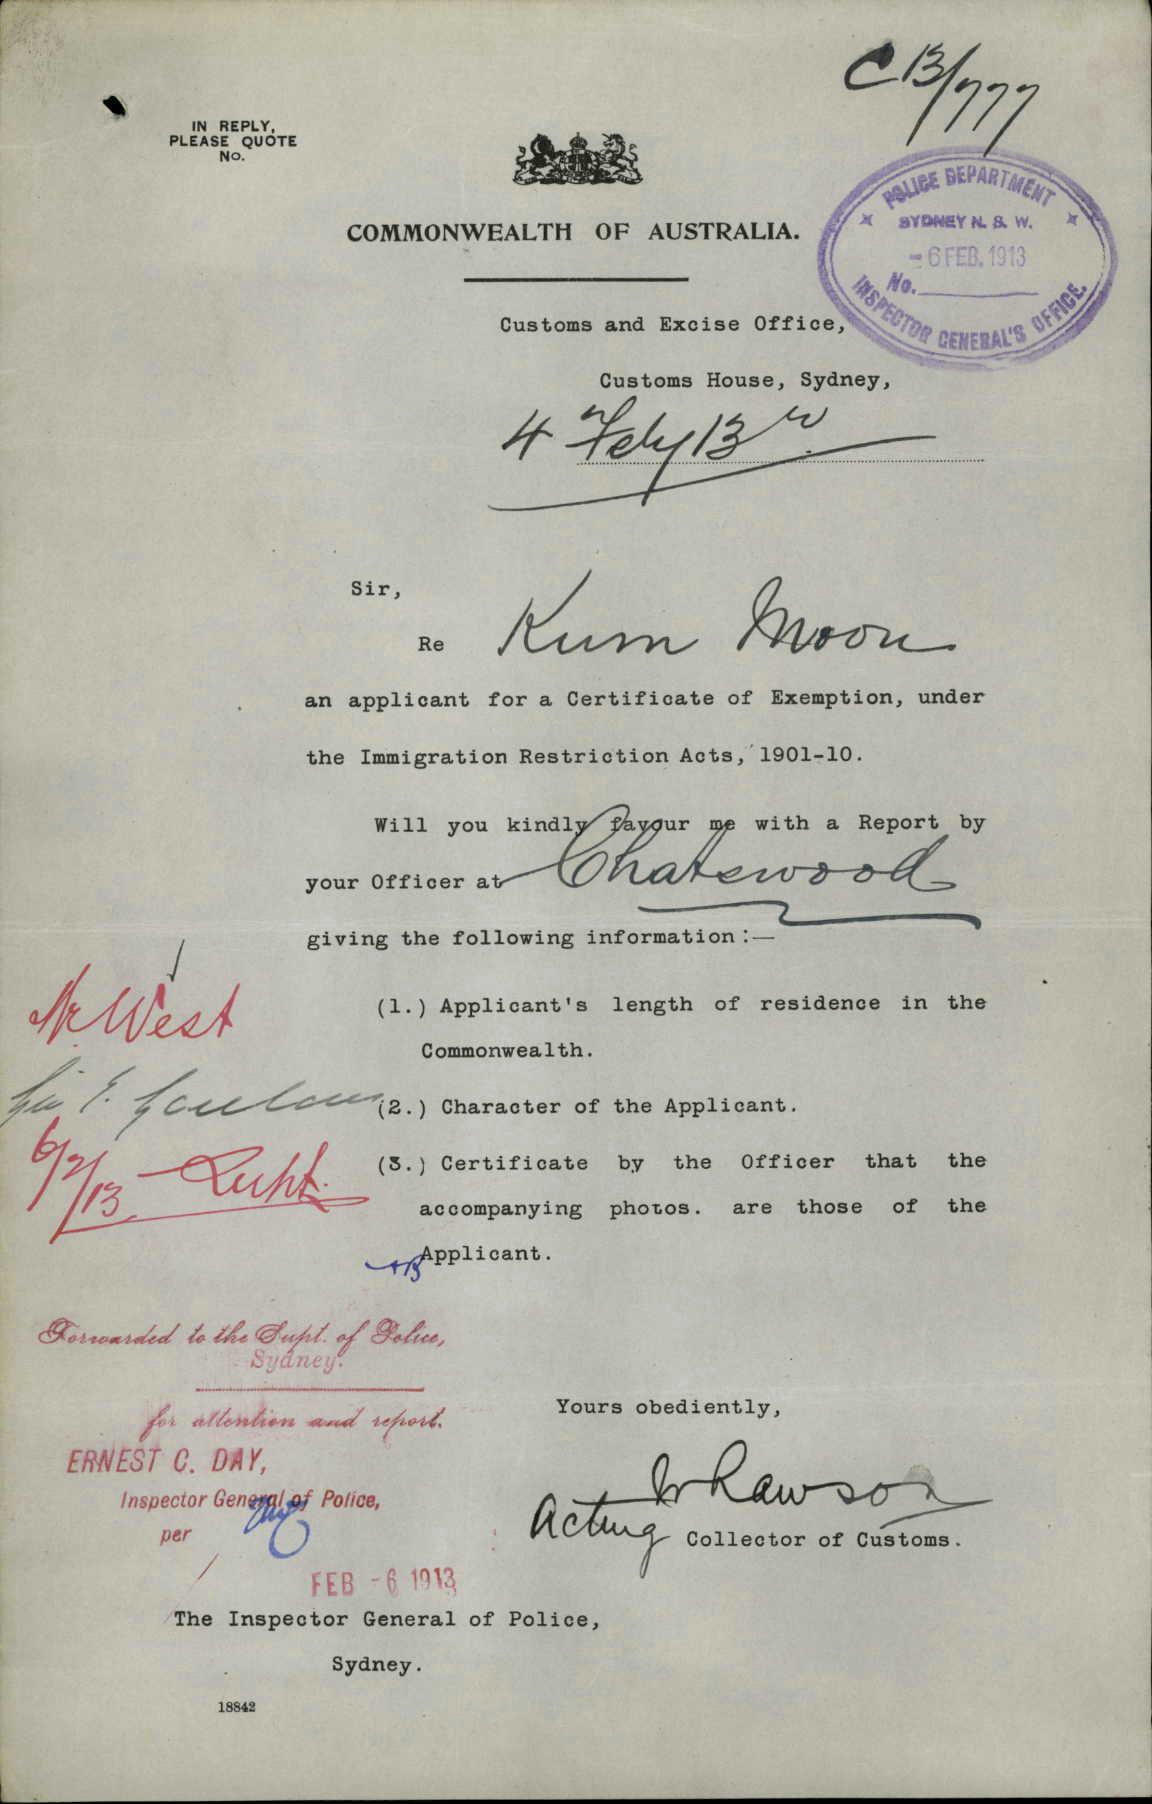 C 13/777
IN REPLY,
PLEASE QUOTE
No.
POLICE DEPARTMENT
SYDNEY N. S. W.
- 6 FEB. 1913
No.
INSPECTOR GENERAL'S OFFICE.
COMMONWEALTH OF AUSTRALIA.
Customs and Excise Office,
Customs House, Sydney,
4 Feby 13
Sir,
Re Kum Moon
an applicant for a Certificate of Exemption, under
the Immigration Restriction Acts, 1901-10.
Will you kindly favour me with a Report by
your Officer at Chatswood
giving the following information:—
(1.) Applicant's length of residence in the
Commonwealth.
(2.) Character of the Applicant.
(3.) Certificate by the Officer that the
accompanying photos. are those of the
Applicant.
Mr West
6/2/13 Supt.
Forwarded to the Supt. of Police,
Sydney.
for attention and report.
ERNEST C. DAY,
Inspector General of Police,
per
FEB - 6 1913
Yours obediently,
W Rawson
Acting Collector of Customs.
The Inspector General of Police,
Sydney.
18842